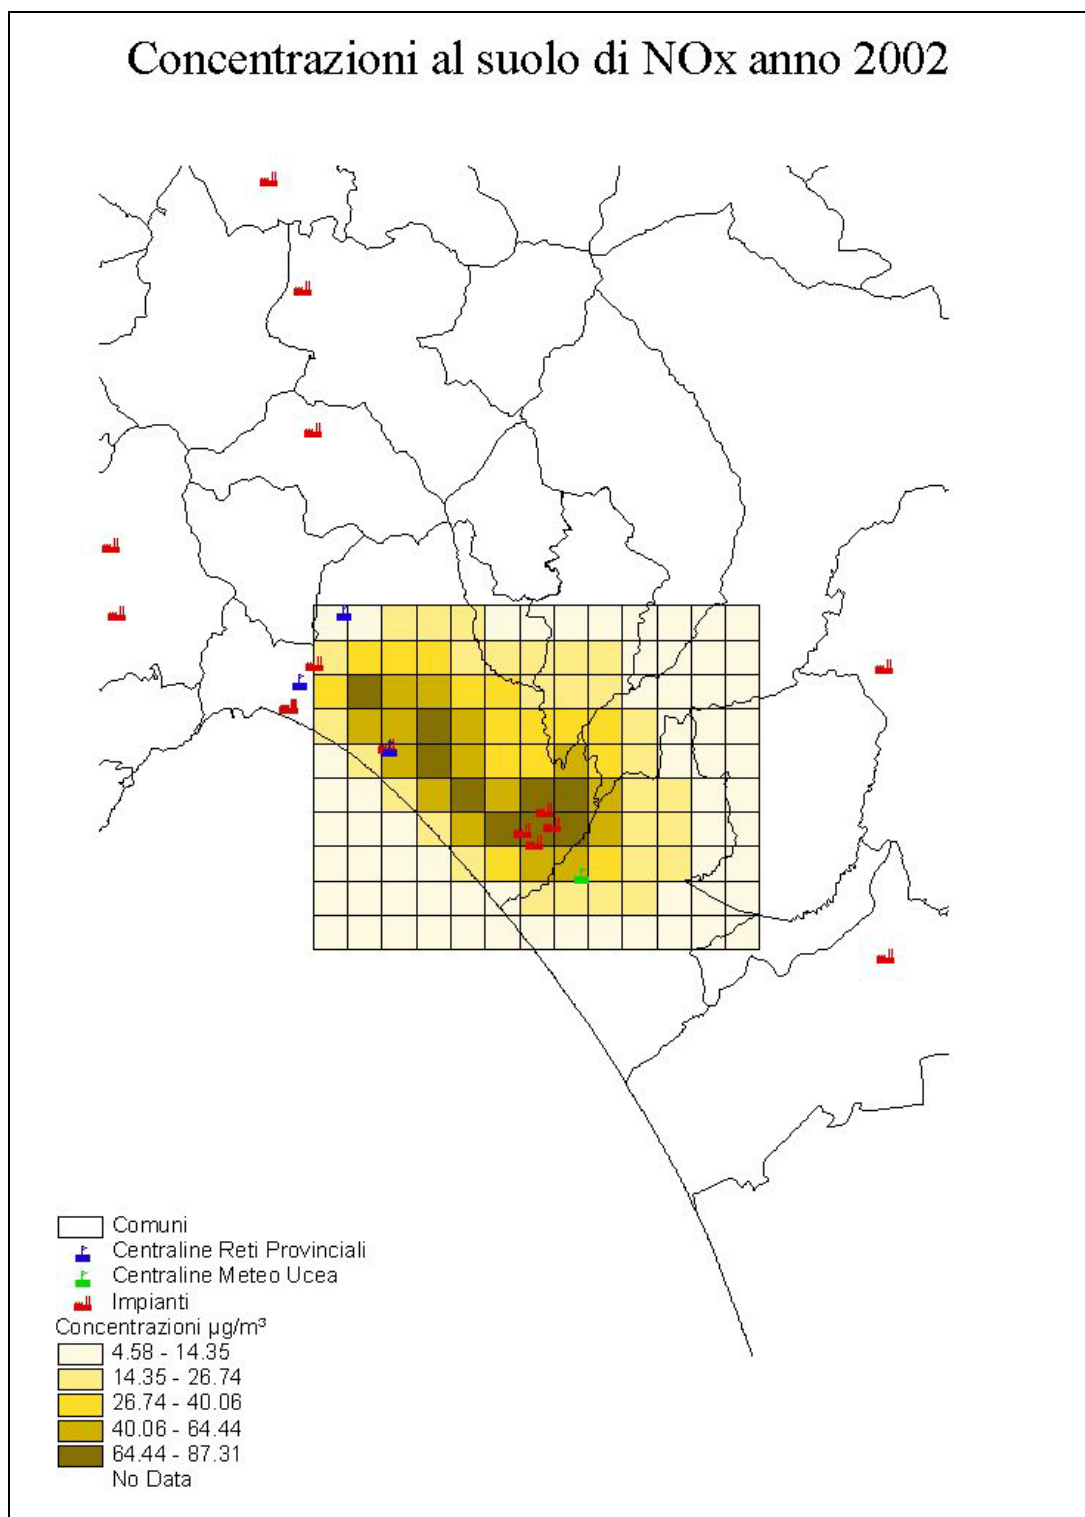 Concentrazioni al suolo di NOx anno 2002
Comuni
Centraline Reti Provinciali
Centraline Meteo Ucea
Impianti
Concentrazioni µg/m³
4.58 - 14.35
14.35 - 26.74
26.74 - 40.06
40.06 - 64.44
64.44 - 87.31
No Data